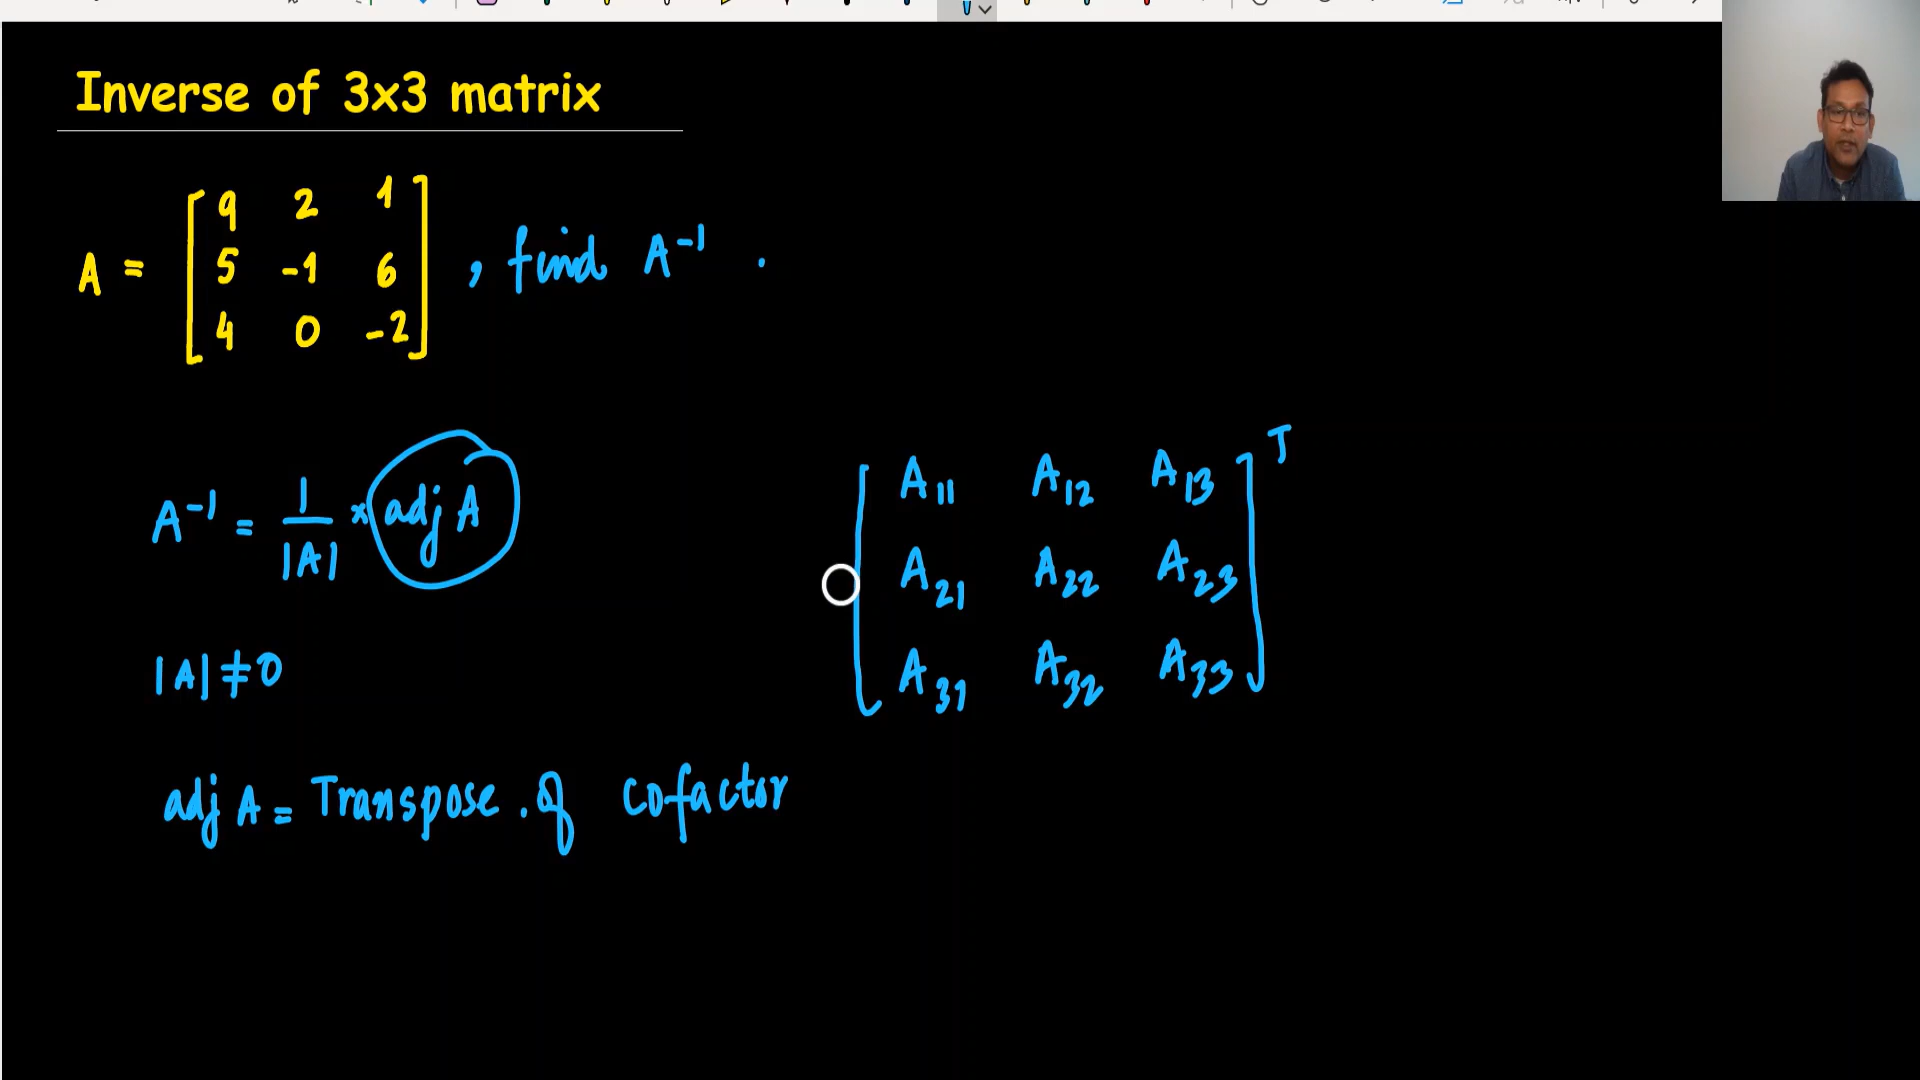 Inverse of 3x3 matrix
A = [ 9 2 1
5 -1 6
4 0 -2 ] , find A⁻¹ .
A⁻¹ = 1/|A| × adj A
[ A₁₁ A₁₂ A₁₃
A₂₁ A₂₂ A₂₃
A₃₁ A₃₂ A₃₃ ]ᵀ
|A| ≠ 0
adj A = Transpose . of cofactor